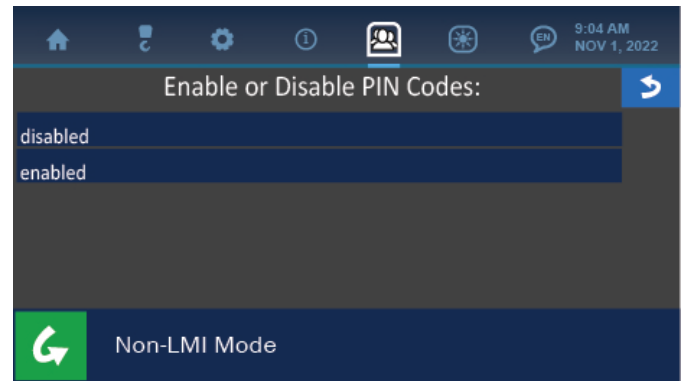 EN
9:04 AM
NOV 1, 2022
Enable or Disable PIN Codes:
disabled
enabled
Non-LMI Mode